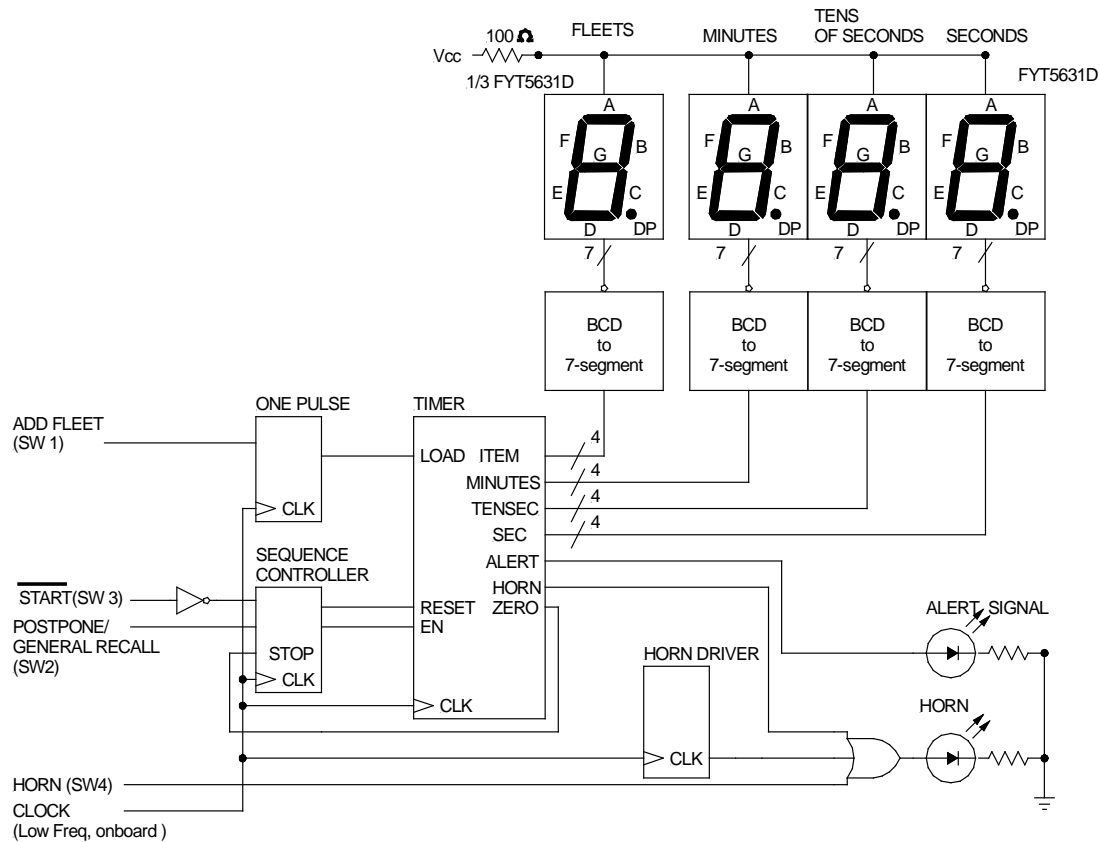 TENS
100 Ω
FLEETS
MINUTES
OF SECONDS
SECONDS
Vcc
1/3 FYT5631D
FYT5631D
A
F
G
B
E
C
D
DP
A
F
G
B
E
C
D
DP
A
F
G
B
E
C
D
DP
A
F
G
B
E
C
D
DP
7
7
7
7
BCD
to
7-segment
BCD
to
7-segment
BCD
to
7-segment
BCD
to
7-segment
ONE PULSE
TIMER
ADD FLEET
(SW 1)
CLK
LOAD
ITEM
MINUTES
TENSEC
SEC
ALERT
HORN
ZERO
RESET
EN
CLK
4
4
4
4
SEQUENCE
CONTROLLER
START(SW 3)
POSTPONE/
GENERAL RECALL
(SW2)
STOP
CLK
ALERT SIGNAL
HORN DRIVER
CLK
HORN
HORN (SW4)
CLOCK
(Low Freq, onboard )